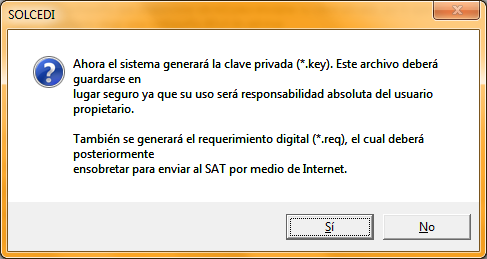 SOLCEDI
Ahora el sistema generará la clave privada (*.key). Este archivo deberá
guardarse en
lugar seguro ya que su uso será responsabilidad absoluta del usuario
propietario.
También se generará el requerimiento digital (*.req), el cual deberá
posteriormente
ensobretar para enviar al SAT por medio de Internet.
Sí
No